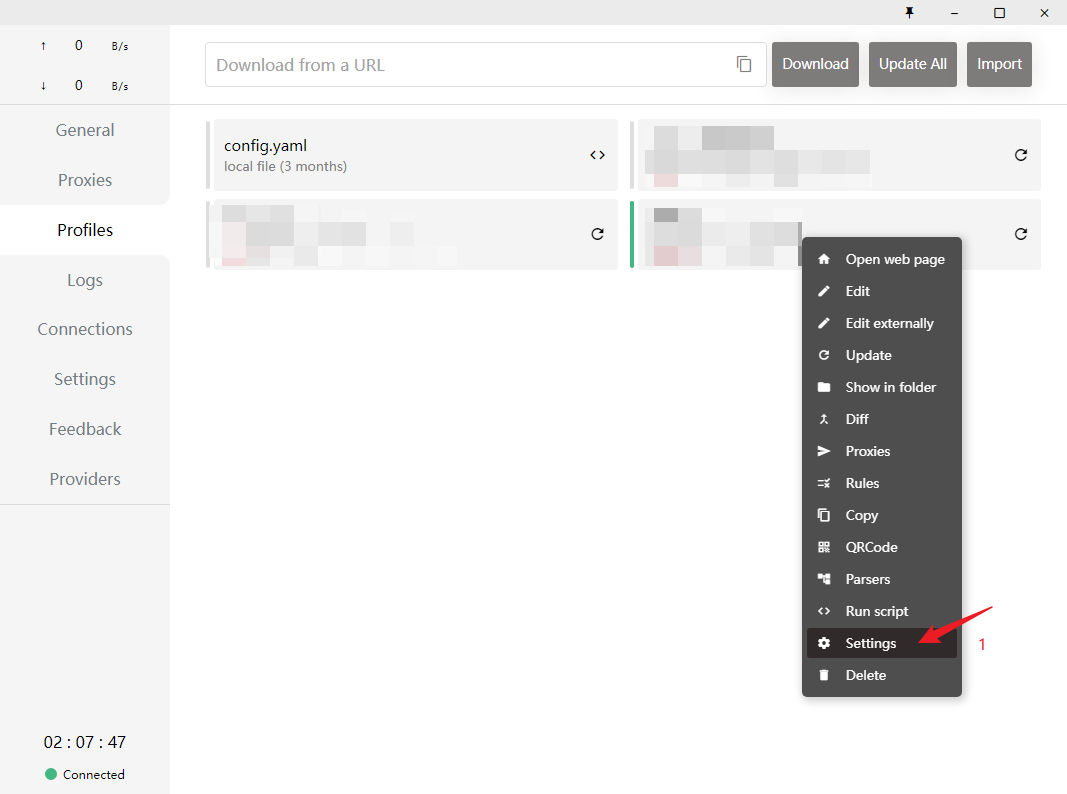 ↑ 0 B/s
↓ 0 B/s
General
Proxies
Profiles
Logs
Connections
Settings
Feedback
Providers
02 : 07 : 47
Connected
Download from a URL
Download
Update All
Import
config.yaml
local file (3 months)
Open web page
Edit
Edit externally
Update
Show in folder
Diff
Proxies
Rules
Copy
QRCode
Parsers
Run script
Settings
1
Delete